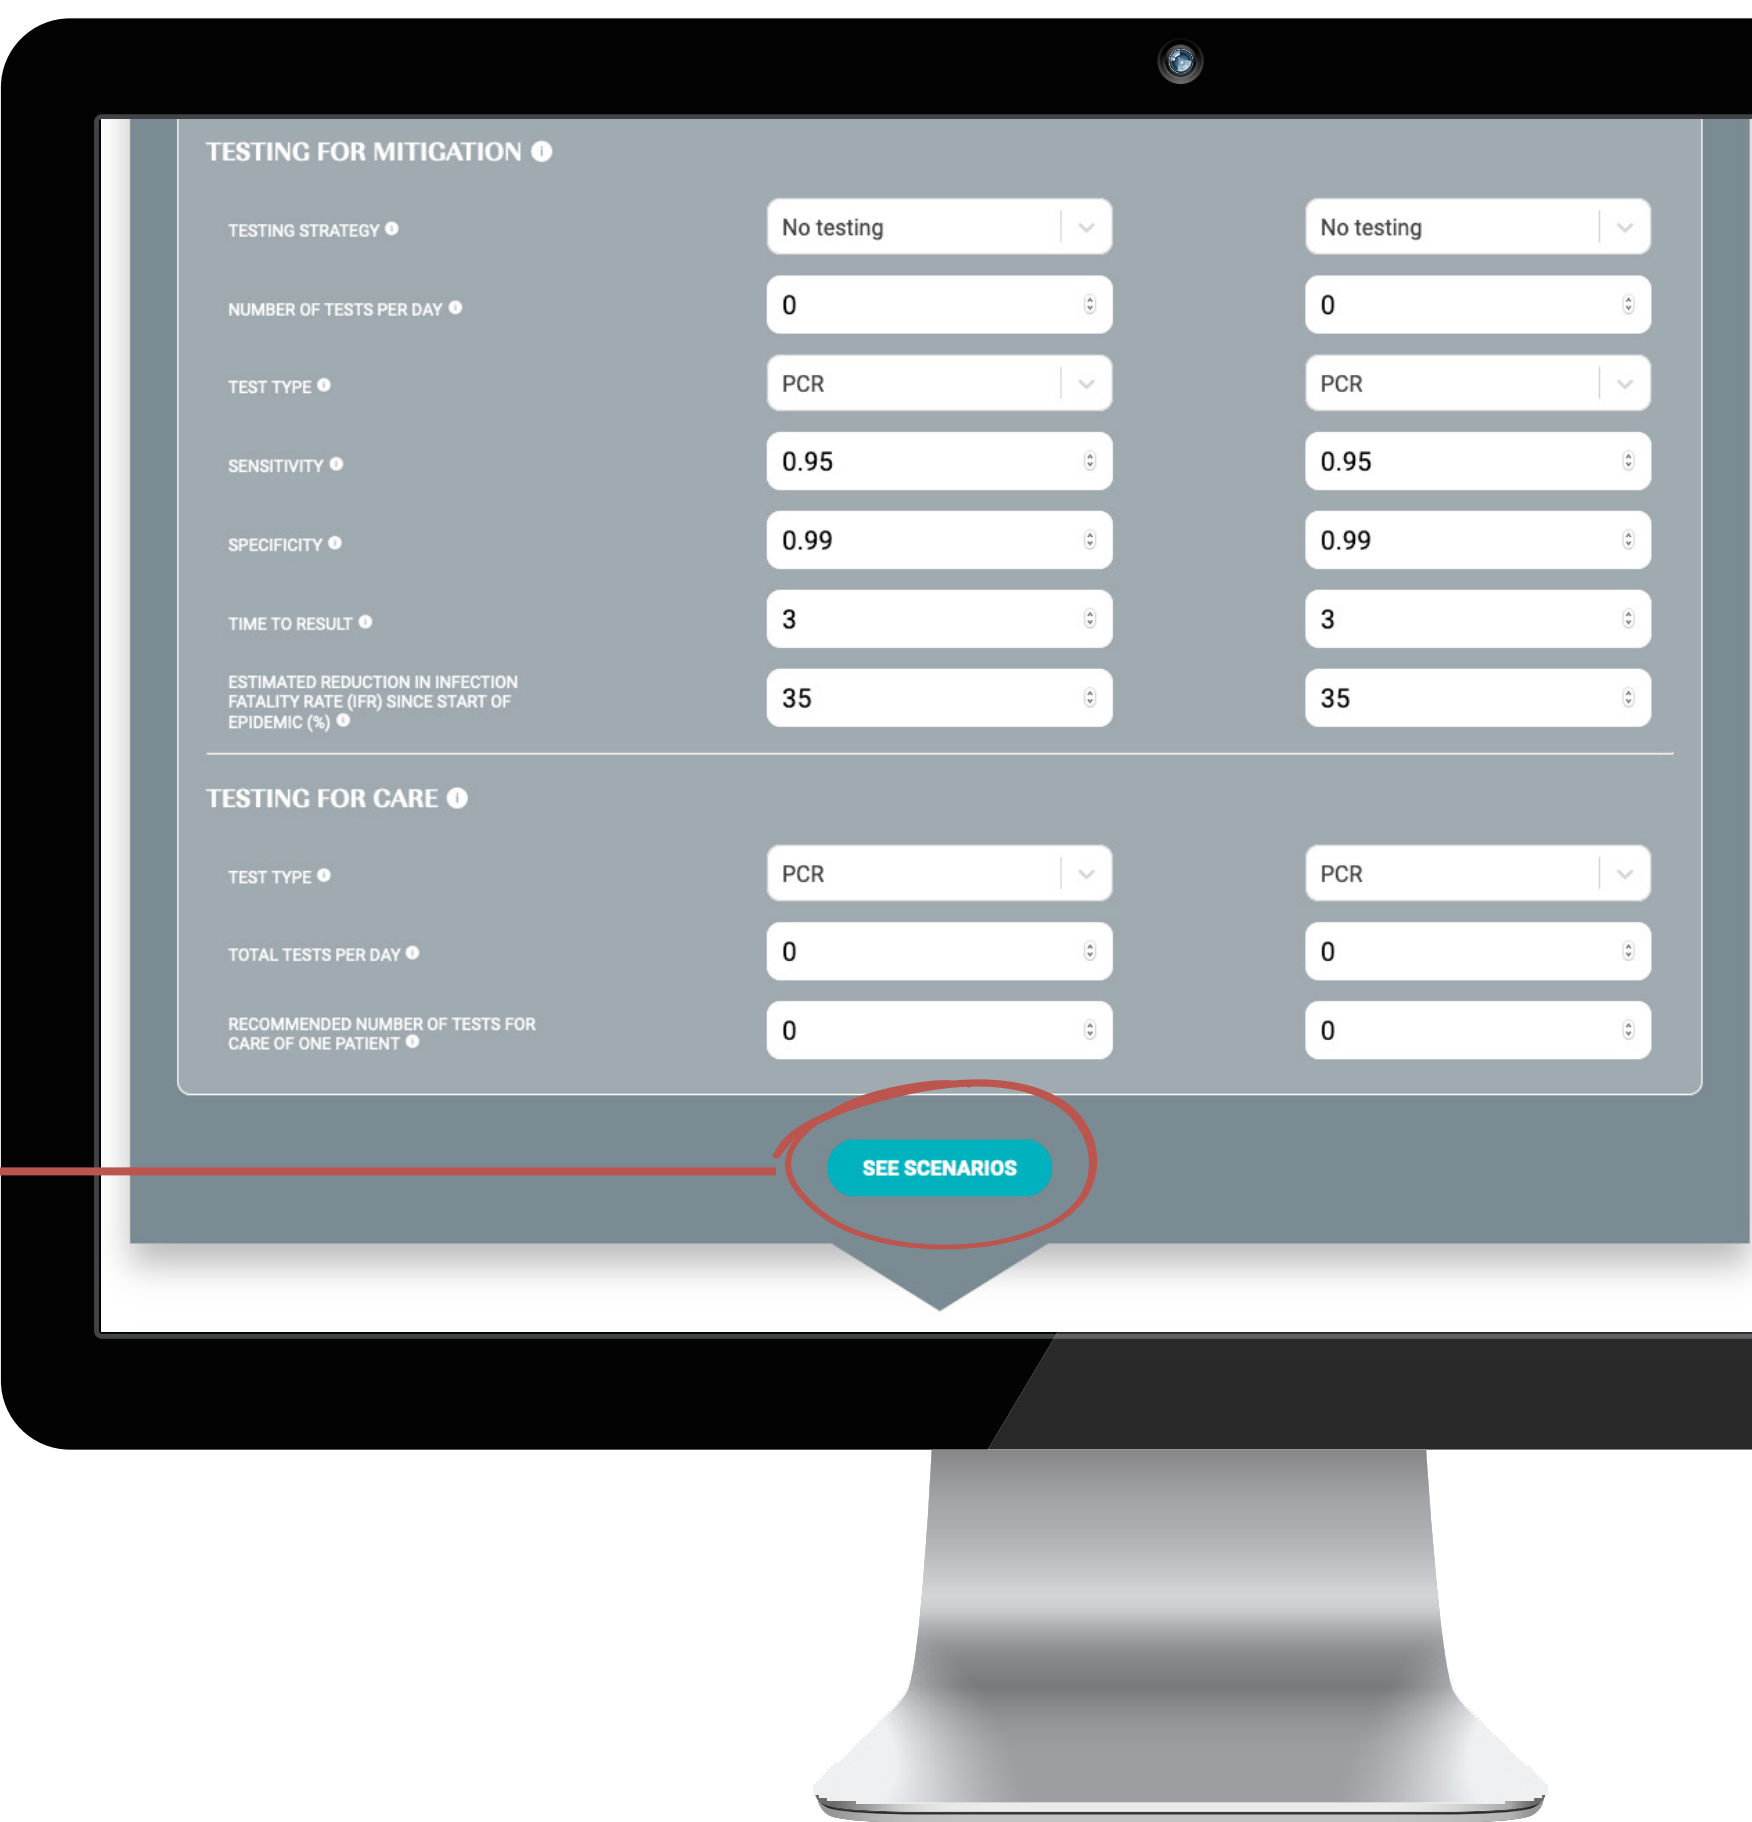 TESTING FOR MITIGATION
TESTING STRATEGY No testing No testing
NUMBER OF TESTS PER DAY 0 0
TEST TYPE PCR PCR
SENSITIVITY 0.95 0.95
SPECIFICITY 0.99 0.99
TIME TO RESULT 3 3
ESTIMATED REDUCTION IN INFECTION
FATALITY RATE (IFR) SINCE START OF
EPIDEMIC (%) 35 35
TESTING FOR CARE
TEST TYPE PCR PCR
TOTAL TESTS PER DAY 0 0
RECOMMENDED NUMBER OF TESTS FOR
CARE OF ONE PATIENT 0 0
SEE SCENARIOS